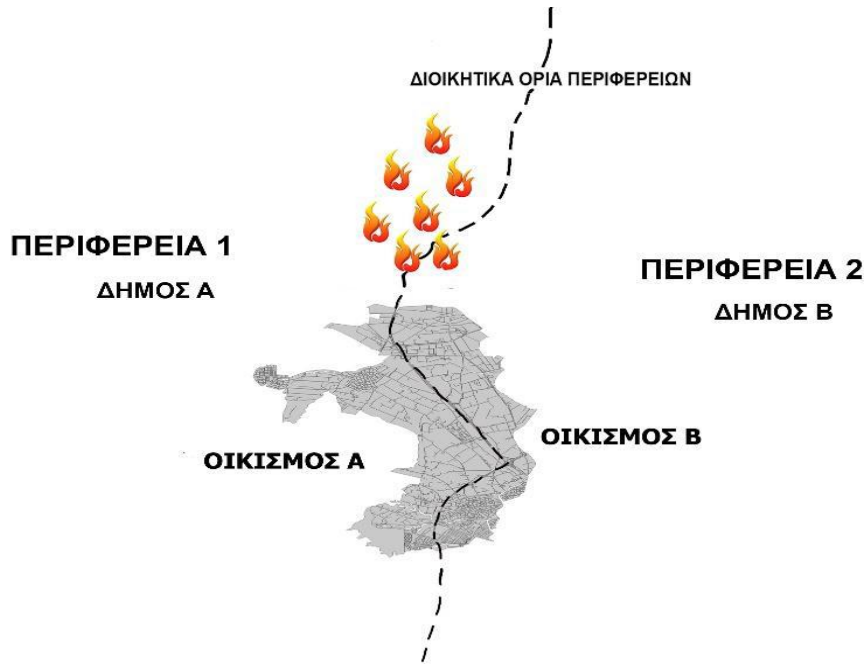 ΔΙΟΙΚΗΤΙΚΑ ΟΡΙΑ ΠΕΡΙΦΕΡΕΙΩΝ
ΠΕΡΙΦΕΡΕΙΑ 1
ΔΗΜΟΣ Α
ΠΕΡΙΦΕΡΕΙΑ 2
ΔΗΜΟΣ Β
ΟΙΚΙΣΜΟΣ Α
ΟΙΚΙΣΜΟΣ Β